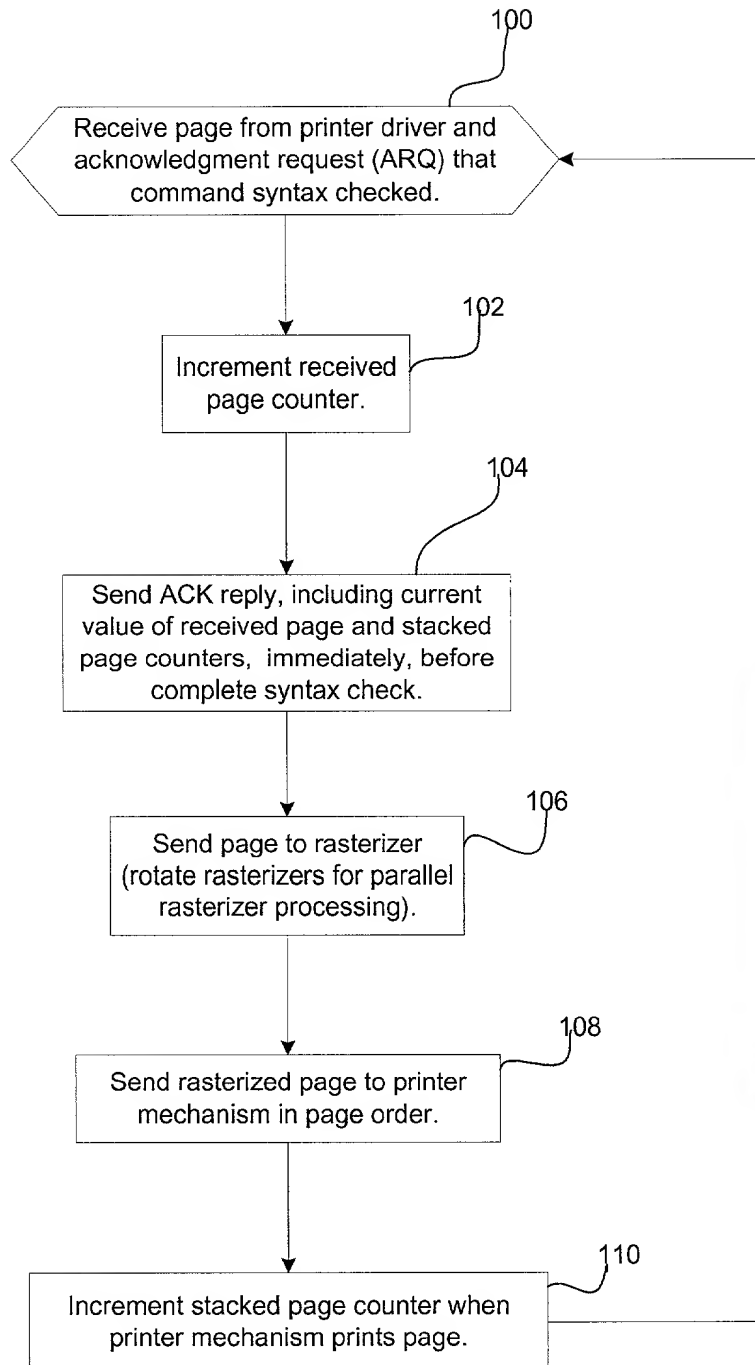 100
Receive page from printer driver and
acknowledgment request (ARQ) that
command syntax checked.
102
Increment received
page counter.
104
Send ACK reply, including current
value of received page and stacked
page counters, immediately, before
complete syntax check.
106
Send page to rasterizer
(rotate rasterizers for parallel
rasterizer processing).
108
Send rasterized page to printer
mechanism in page order.
110
Increment stacked page counter when
printer mechanism prints page.